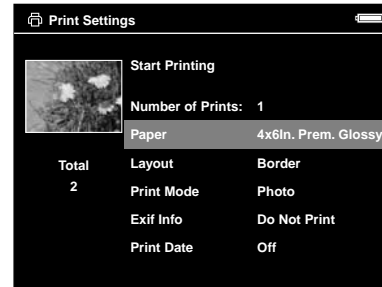 Print Settings
Start Printing
Number of Prints: 1
Paper 4x6In. Prem. Glossy
Total
2
Layout Border
Print Mode Photo
Exif Info Do Not Print
Print Date Off